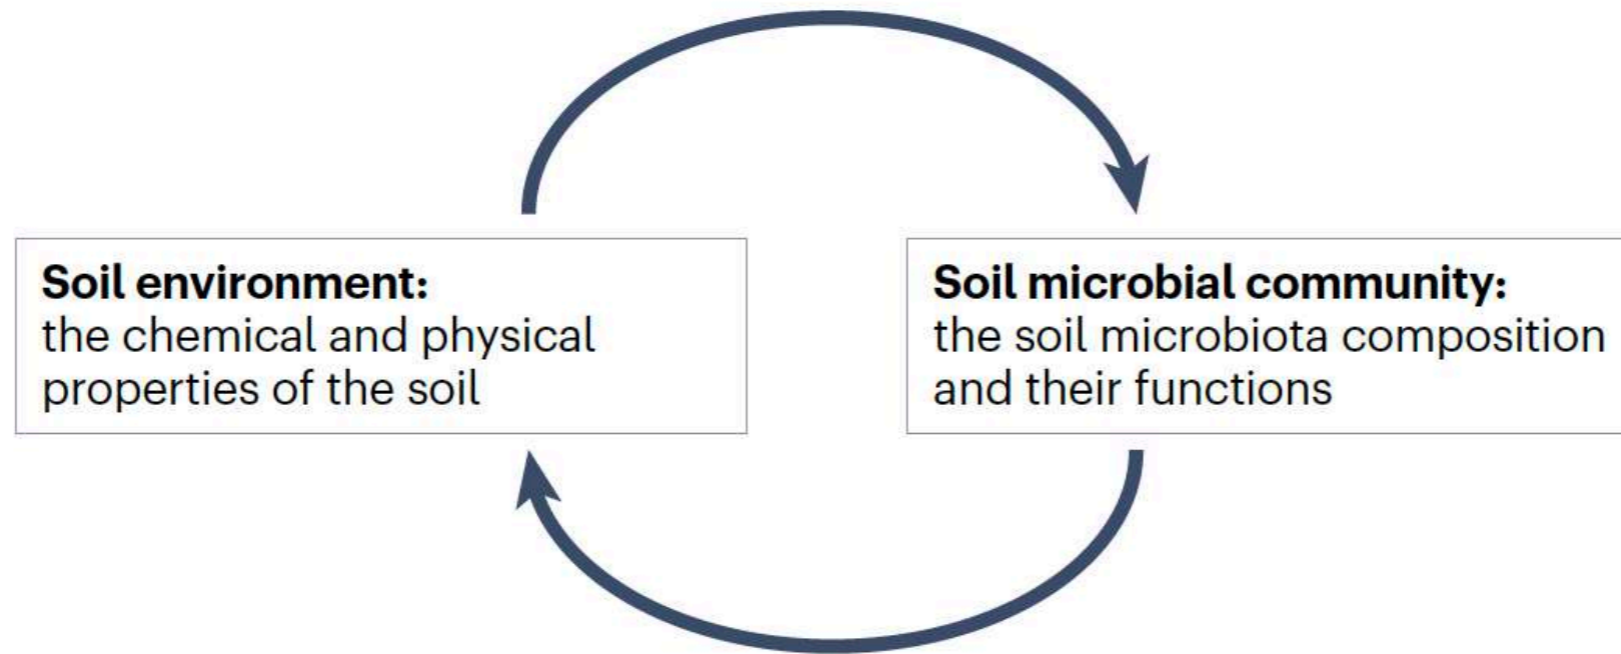 Soil environment:
the chemical and physical
properties of the soil
Soil microbial community:
the soil microbiota composition
and their functions